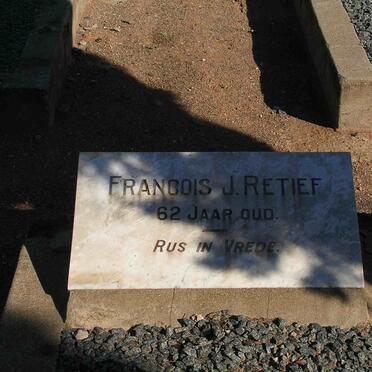 FRANCOIS J. RETIEF
62 JAAR OUD.
RUS IN VREDE.